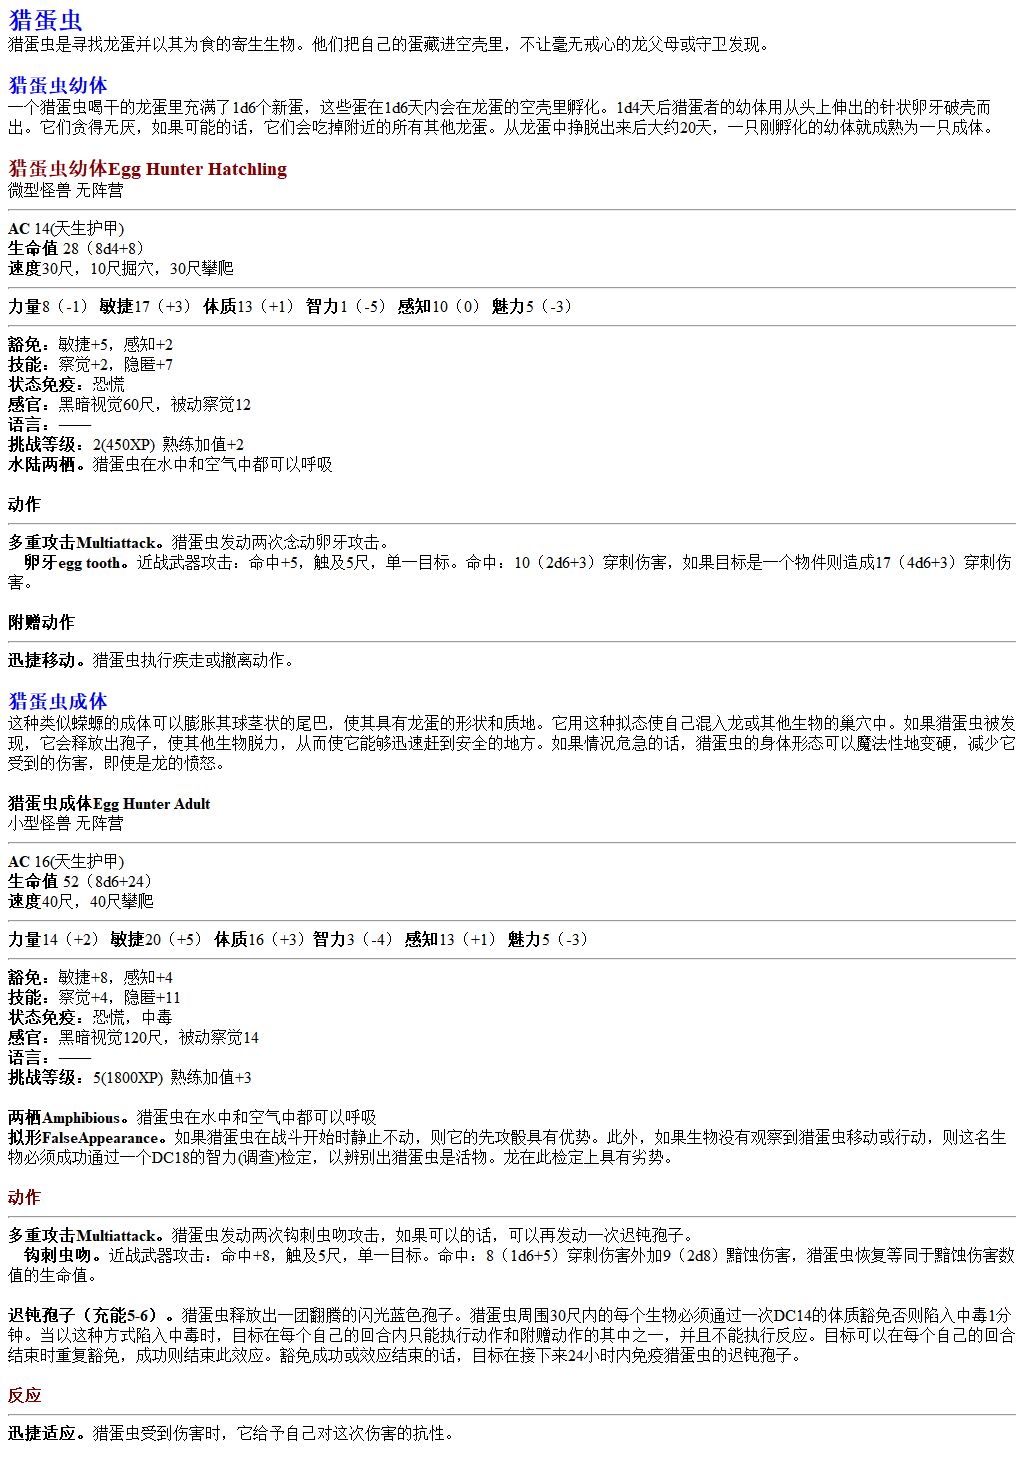 猎蛋虫
猎蛋虫是寻找龙蛋并以其为食的寄生生物。他们把自己的蛋藏进空壳里，不让毫无戒心的龙父母或守卫发现。
猎蛋虫幼体
一个猎蛋虫喝干的龙蛋里充满了1d6个新蛋，这些蛋在1d6天内会在龙蛋的空壳里孵化。1d4天后猎蛋者的幼体用从头上伸出的针状卵牙破壳而
出。它们贪得无厌，如果可能的话，它们会吃掉附近的所有其他龙蛋。从龙蛋中挣脱出来后大约20天，一只刚孵化的幼体就成熟为一只成体。
猎蛋虫幼体Egg Hunter Hatchling
微型怪兽 无阵营
AC 14(天生护甲)
生命值 28（8d4+8）
速度30尺，10尺掘穴，30尺攀爬
力量8（-1） 敏捷17（+3） 体质13（+1） 智力1（-5） 感知10（0） 魅力5（-3）
豁免：敏捷+5，感知+2
技能：察觉+2，隐匿+7
状态免疫：恐慌
感官：黑暗视觉60尺，被动察觉12
语言：——
挑战等级：2(450XP) 熟练加值+2
水陆两栖。猎蛋虫在水中和空气中都可以呼吸
动作
多重攻击Multiattack。猎蛋虫发动两次念动卵牙攻击。
卵牙egg tooth。近战武器攻击：命中+5，触及5尺，单一目标。命中：10（2d6+3）穿刺伤害，如果目标是一个物件则造成17（4d6+3）穿刺伤
害。
附赠动作
迅捷移动。猎蛋虫执行疾走或撤离动作。
猎蛋虫成体
这种类似蝾螈的成体可以膨胀其球茎状的尾巴，使其具有龙蛋的形状和质地。它用这种拟态使自己混入龙或其他生物的巢穴中。如果猎蛋虫被发
现，它会释放出孢子，使其他生物脱力，从而使它能够迅速赶到安全的地方。如果情况危急的话，猎蛋虫的身体形态可以魔法性地变硬，减少它
受到的伤害，即使是龙的愤怒。
猎蛋虫成体Egg Hunter Adult
小型怪兽 无阵营
AC 16(天生护甲)
生命值 52（8d6+24）
速度40尺，40尺攀爬
力量14（+2） 敏捷20（+5） 体质16（+3）智力3（-4） 感知13（+1） 魅力5（-3）
豁免：敏捷+8，感知+4
技能：察觉+4，隐匿+11
状态免疫：恐慌，中毒
感官：黑暗视觉120尺，被动察觉14
语言：——
挑战等级：5(1800XP) 熟练加值+3
两栖Amphibious。猎蛋虫在水中和空气中都可以呼吸
拟形FalseAppearance。如果猎蛋虫在战斗开始时静止不动，则它的先攻骰具有优势。此外，如果生物没有观察到猎蛋虫移动或行动，则这名生
物必须成功通过一个DC18的智力(调查)检定，以辨别出猎蛋虫是活物。龙在此检定上具有劣势。
动作
多重攻击Multiattack。猎蛋虫发动两次钩刺虫吻攻击，如果可以的话，可以再发动一次迟钝孢子。
钩刺虫吻。近战武器攻击：命中+8，触及5尺，单一目标。命中：8（1d6+5）穿刺伤害外加9（2d8）黯蚀伤害，猎蛋虫恢复等同于黯蚀伤害数
值的生命值。
迟钝孢子（充能5-6）。猎蛋虫释放出一团翻腾的闪光蓝色孢子。猎蛋虫周围30尺内的每个生物必须通过一次DC14的体质豁免否则陷入中毒1分
钟。当以这种方式陷入中毒时，目标在每个自己的回合内只能执行动作和附赠动作的其中之一，并且不能执行反应。目标可以在每个自己的回合
结束时重复豁免，成功则结束此效应。豁免成功或效应结束的话，目标在接下来24小时内免疫猎蛋虫的迟钝孢子。
反应
迅捷适应。猎蛋虫受到伤害时，它给予自己对这次伤害的抗性。